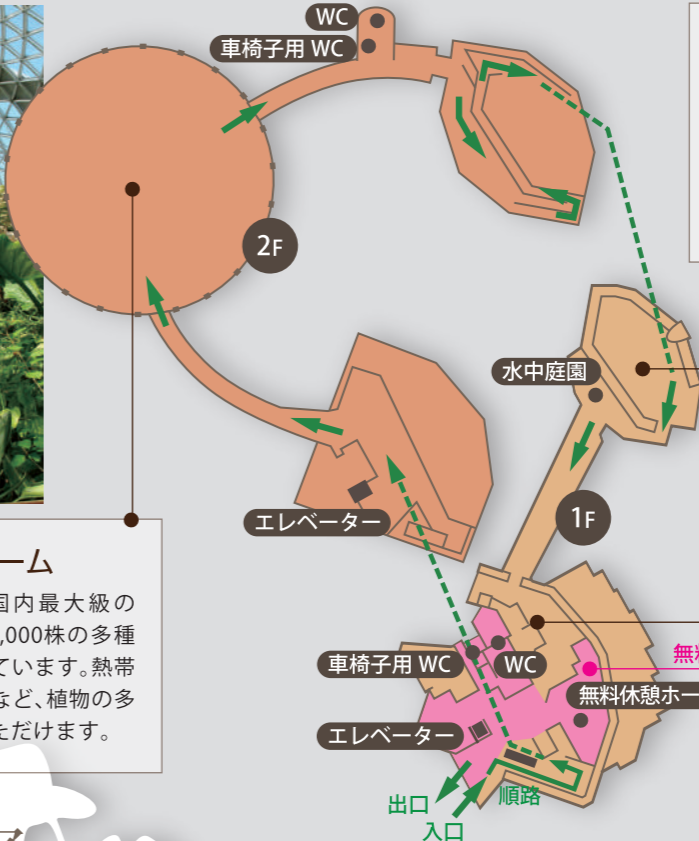 WC
車椅子用 WC
2F
水中庭園
エレベーター
1F
ーム
国内最大級の
,000株の多種
ています。熱帯
など、植物の多
ただけます。
車椅子用 WC
WC
無料
無料休憩ホー
エレベーター
出口
入口
順路